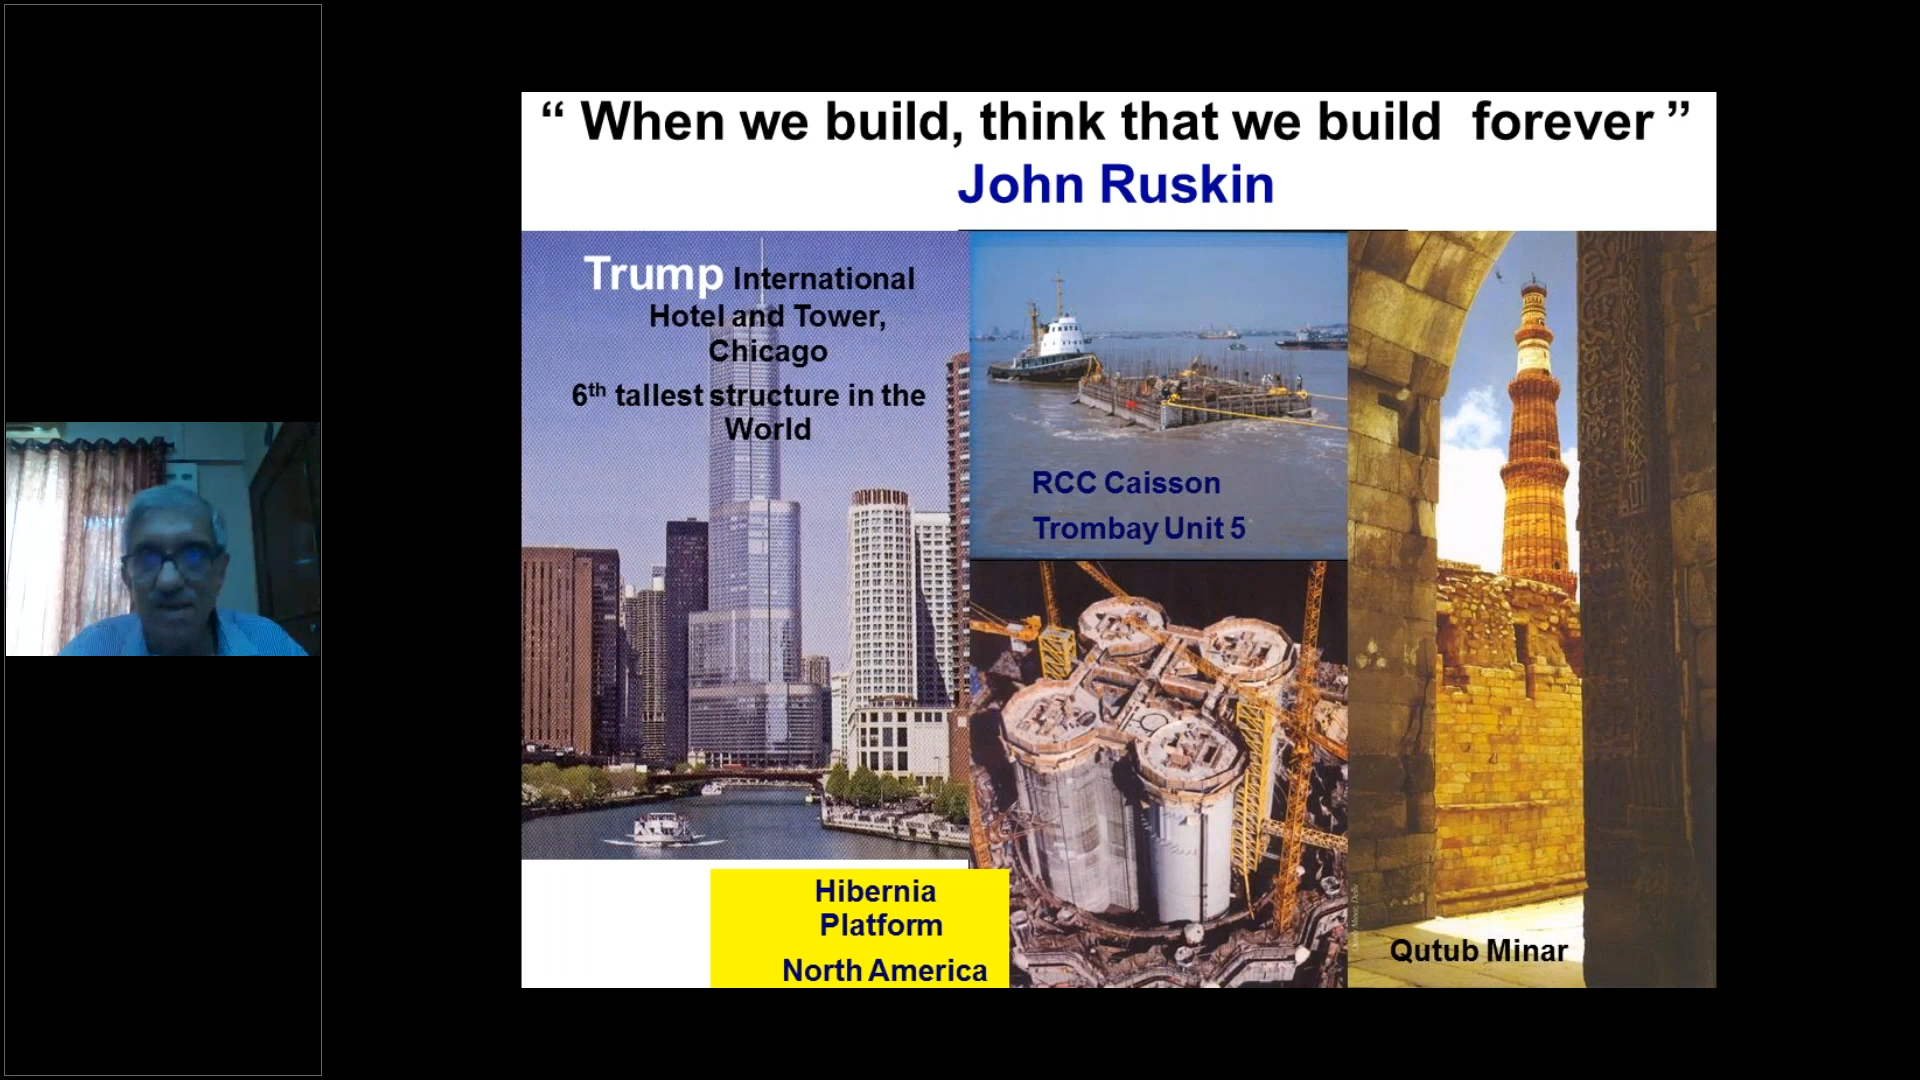 “ When we build, think that we build forever ”
John Ruskin
Trump International
Hotel and Tower,
Chicago
6th tallest structure in the
World
RCC Caisson
Trombay Unit 5
Hibernia
Platform
North America
Qutub Minar